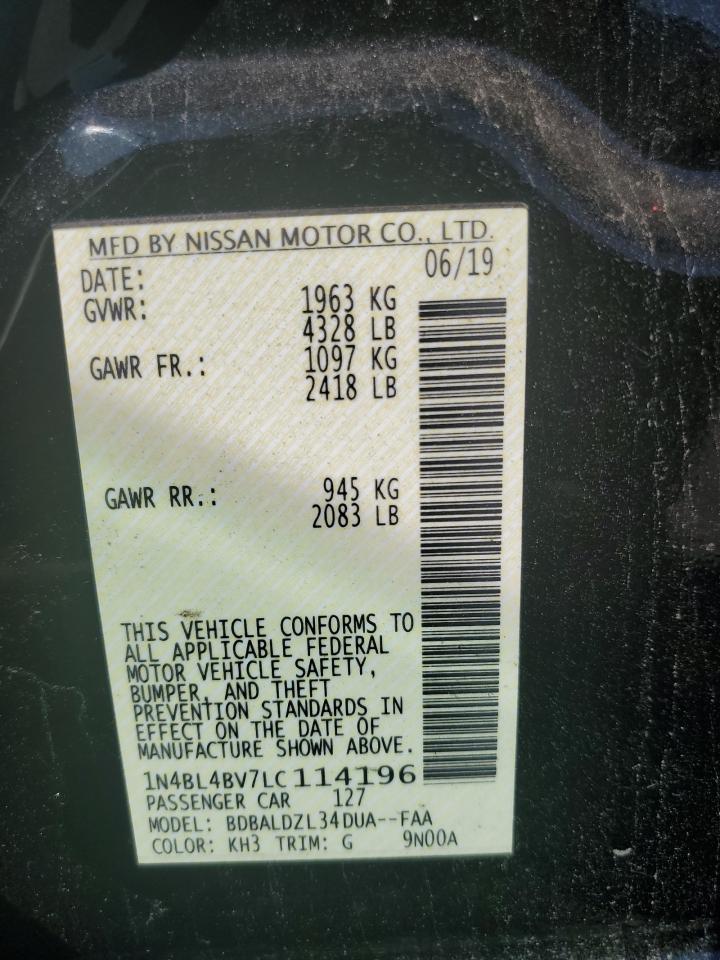 MFD BY NISSAN MOTOR CO., LTD.
DATE: 06/19
GVWR: 1963 KG
4328 LB
GAWR FR.: 1097 KG
2418 LB
GAWR RR.: 945 KG
2083 LB
THIS VEHICLE CONFORMS TO
ALL APPLICABLE FEDERAL
MOTOR VEHICLE SAFETY,
BUMPER, AND THEFT
PREVENTION STANDARDS IN
EFFECT ON THE DATE OF
MANUFACTURE SHOWN ABOVE.
1N4BL4BV7LC114196
PASSENGER CAR 127
MODEL: BDBALDZL34DUA--FAA
COLOR: KH3 TRIM: G 9N00A